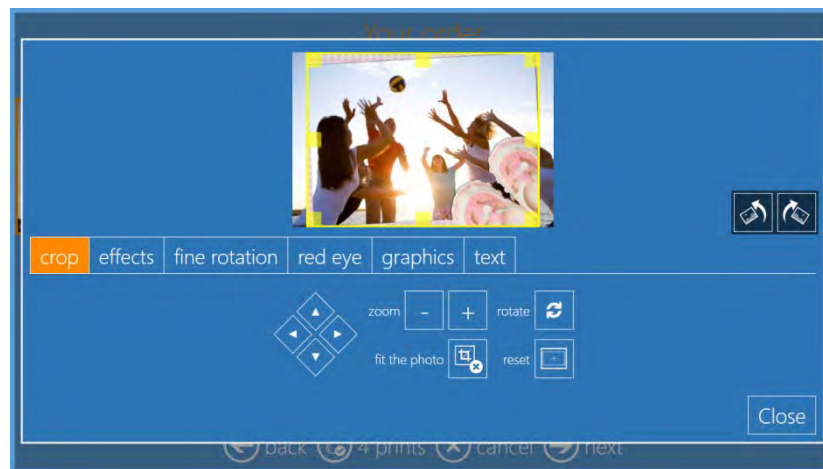 Your order
crop effects fine rotation red eye graphics text
zoom - + rotate
fit the photo reset
Close
back 4 prints cancel next